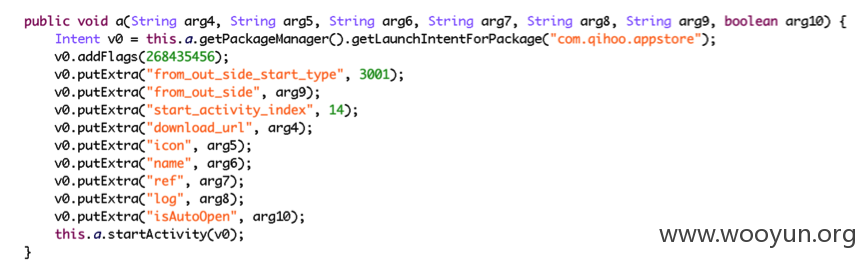 public void a(String arg4, String arg5, String arg6, String arg7, String arg8, String arg9, boolean arg10) {
    Intent v0 = this.a.getPackageManager().getLaunchIntentForPackage("com.qihoo.appstore");
    v0.addFlags(268435456);
    v0.putExtra("from_out_side_start_type", 3001);
    v0.putExtra("from_out_side", arg9);
    v0.putExtra("start_activity_index", 14);
    v0.putExtra("download_url", arg4);
    v0.putExtra("icon", arg5);
    v0.putExtra("name", arg6);
    v0.putExtra("ref", arg7);
    v0.putExtra("log", arg8);
    v0.putExtra("isAutoOpen", arg10);
    this.a.startActivity(v0);
}
www.wooyun.org